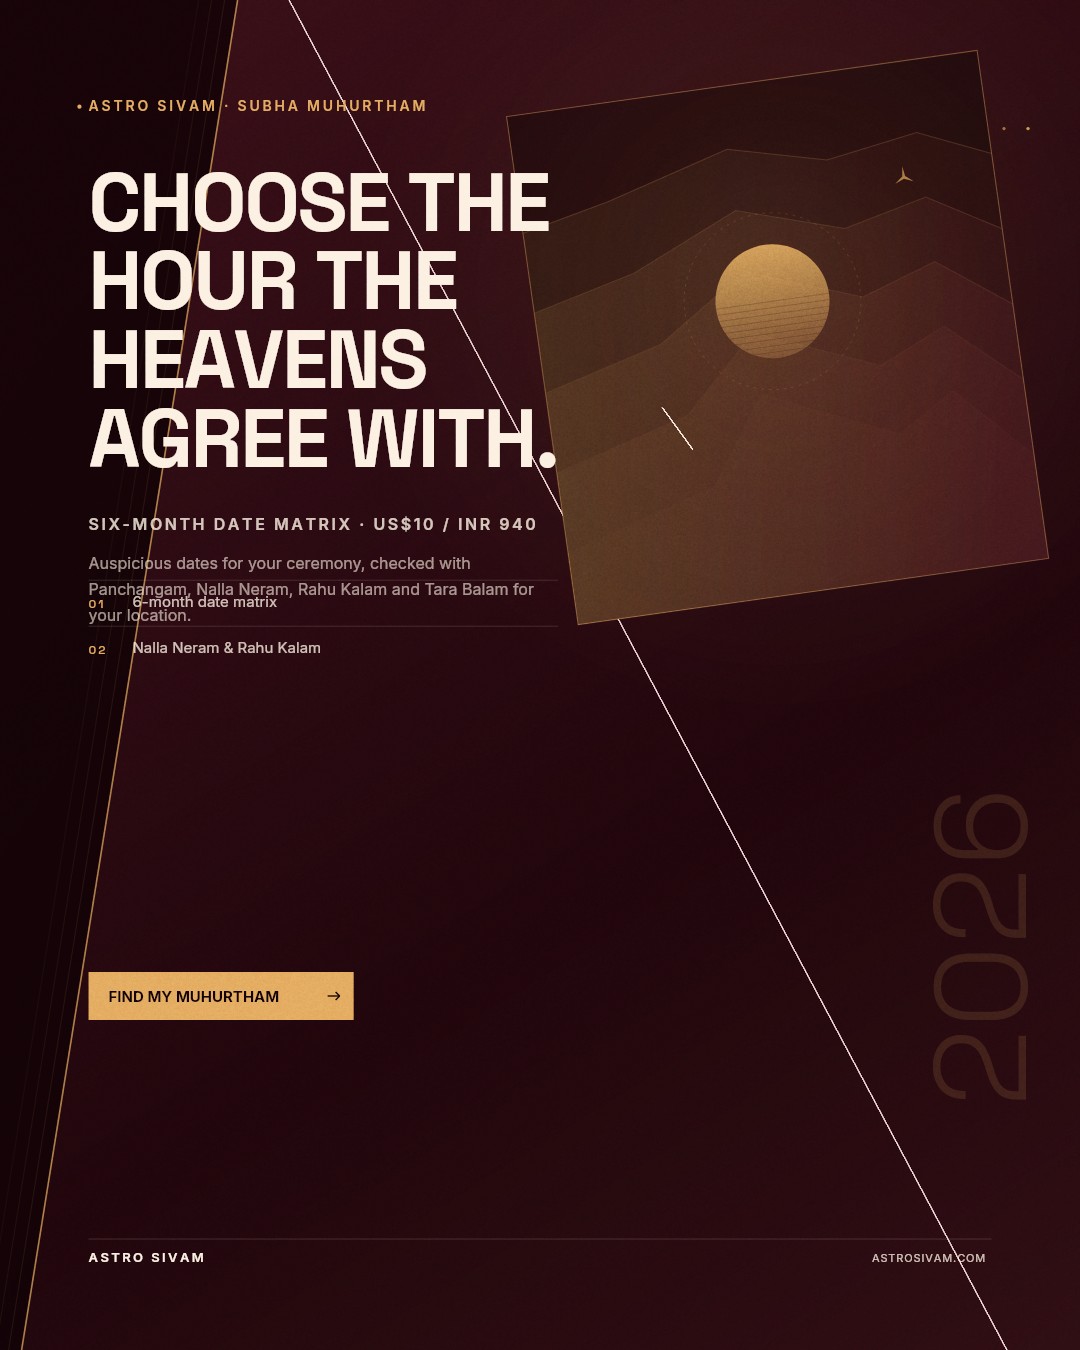 • ASTRO SIVAM · SUBHA MUHURTHAM
CHOOSE THE
HOUR THE
HEAVENS
AGREE WITH.
SIX-MONTH DATE MATRIX · US$10 / INR 940
Auspicious dates for your ceremony, checked with
Panchangam, Nalla Neram, Rahu Kalam and Tara Balam for
your location.
01 6-month date matrix
02 Nalla Neram & Rahu Kalam
2026
FIND MY MUHURTHAM →
ASTRO SIVAM
ASTROSIVAM.COM